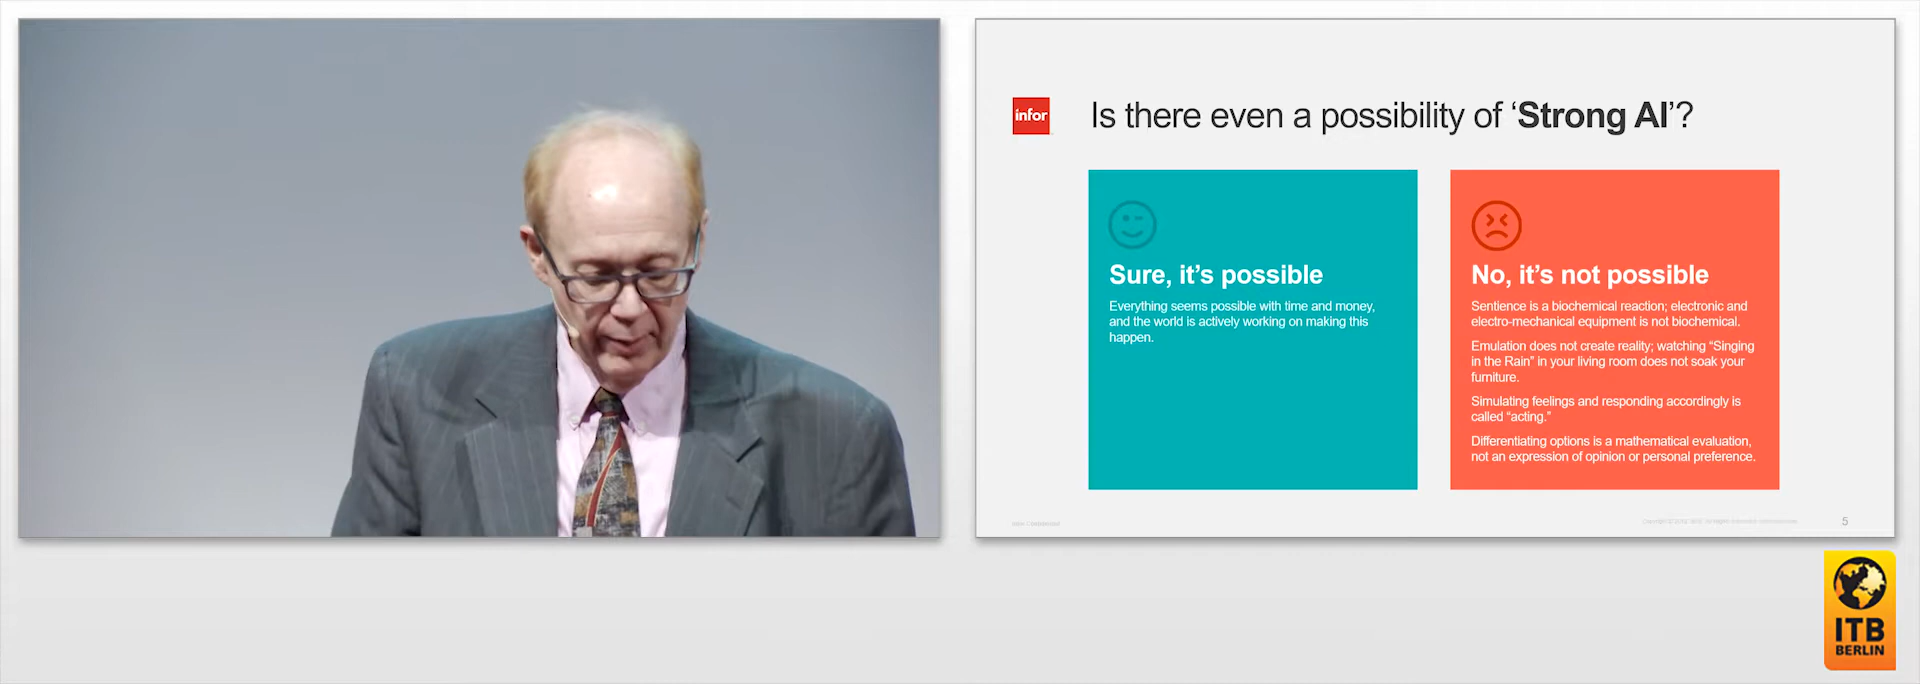 infor
Is there even a possibility of ‘Strong AI’?
Sure, it’s possible
Everything seems possible with time and money,
and the world is actively working on making this
happen.
No, it’s not possible
Sentience is a biochemical reaction; electronic and
electro-mechanical equipment is not biochemical.
Emulation does not create reality; watching “Singing
in the Rain” in your living room does not soak your
furniture.
Simulating feelings and responding accordingly is
called “acting.”
Differentiating options is a mathematical evaluation,
not an expression of opinion or personal preference.
5
ITB
BERLIN